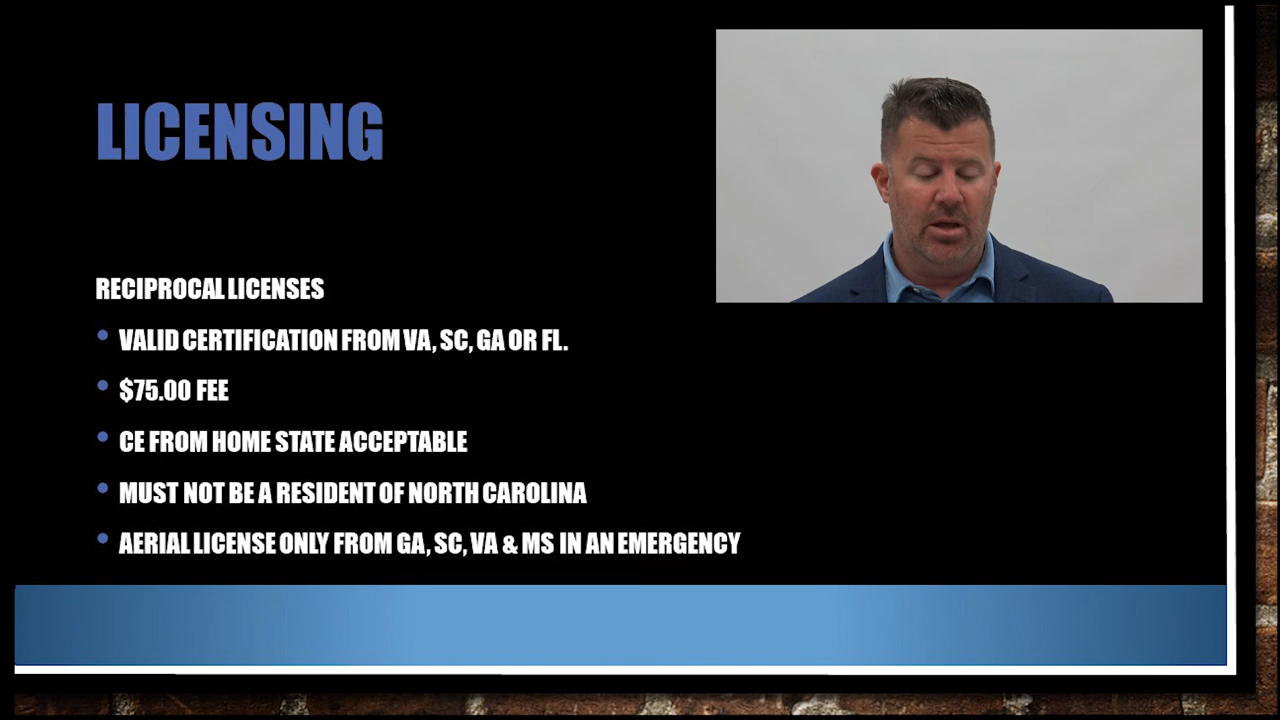 LICENSING
RECIPROCAL LICENSES
VALID CERTIFICATION FROM VA, SC, GA OR FL.
$75.00 FEE
CE FROM HOME STATE ACCEPTABLE
MUST NOT BE A RESIDENT OF NORTH CAROLINA
AERIAL LICENSE ONLY FROM GA, SC, VA & MS IN AN EMERGENCY